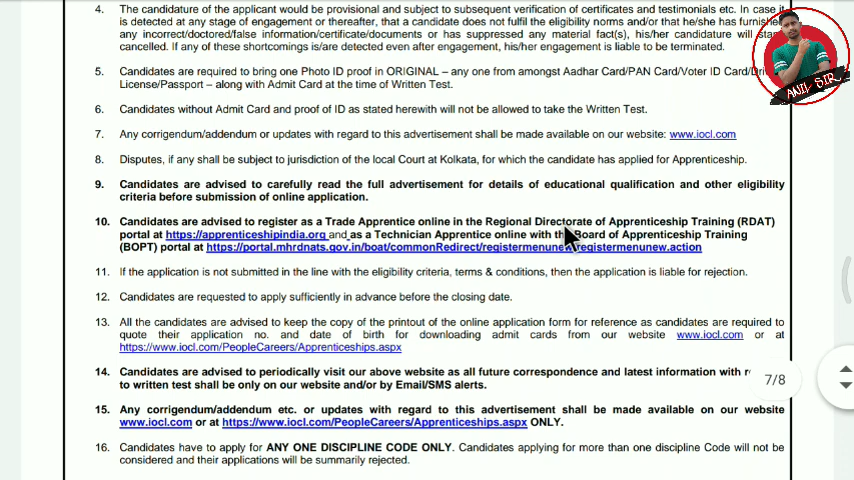 4. The candidature of the applicant would be provisional and subject to subsequent verification of certificates and testimonials etc. In case it
is detected at any stage of engagement or thereafter, that a candidate does not fulfil the eligibility norms and/or that he/she has furnished
any incorrect/doctored/false information/certificate/documents or has suppressed any material fact(s), his/her candidature will
cancelled. If any of these shortcomings is/are detected even after engagement, his/her engagement is liable to be terminated.
5. Candidates are required to bring one Photo ID proof in ORIGINAL – any one from amongst Aadhar Card/PAN Card/Voter ID Card/
License/Passport – along with Admit Card at the time of Written Test.
ANIL SIR
6. Candidates without Admit Card and proof of ID as stated herewith will not be allowed to take the Written Test.
7. Any corrigendum/addendum or updates with regard to this advertisement shall be made available on our website: www.iocl.com
8. Disputes, if any shall be subject to jurisdiction of the local Court at Kolkata, for which the candidate has applied for Apprenticeship.
9. Candidates are advised to carefully read the full advertisement for details of educational qualification and other eligibility
criteria before submission of online application.
10. Candidates are advised to register as a Trade Apprentice online in the Regional Directorate of Apprenticeship Training (RDAT)
portal at https://apprenticeshipindia.org and as a Technician Apprentice online with the Board of Apprenticeship Training
(BOPT) portal at https://portal.mhrdnats.gov.in/boat/commonRedirect/registermenunew!registermenunew.action
11. If the application is not submitted in the line with the eligibility criteria, terms & conditions, then the application is liable for rejection.
12. Candidates are requested to apply sufficiently in advance before the closing date.
13. All the candidates are advised to keep the copy of the printout of the online application form for reference as candidates are required to
quote their application no. and date of birth for downloading admit cards from our website www.iocl.com or at
https://www.iocl.com/PeopleCareers/Apprenticeships.aspx
14. Candidates are advised to periodically visit our above website as all future correspondence and latest information with
to written test shall be only on our website and/or by Email/SMS alerts.
7/8
15. Any corrigendum/addendum etc. or updates with regard to this advertisement shall be made available on our website
www.iocl.com or at https://www.iocl.com/PeopleCareers/Apprenticeships.aspx ONLY.
16. Candidates have to apply for ANY ONE DISCIPLINE CODE ONLY. Candidates applying for more than one discipline Code will not be
considered and their applications will be summarily rejected.